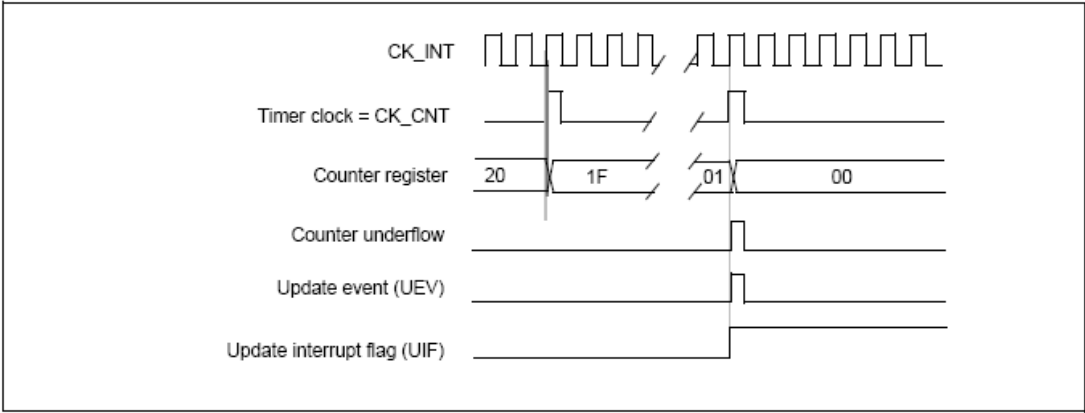 CK_INT
Timer clock = CK_CNT
Counter register 20 1F 01 00
Counter underflow
Update event (UEV)
Update interrupt flag (UIF)